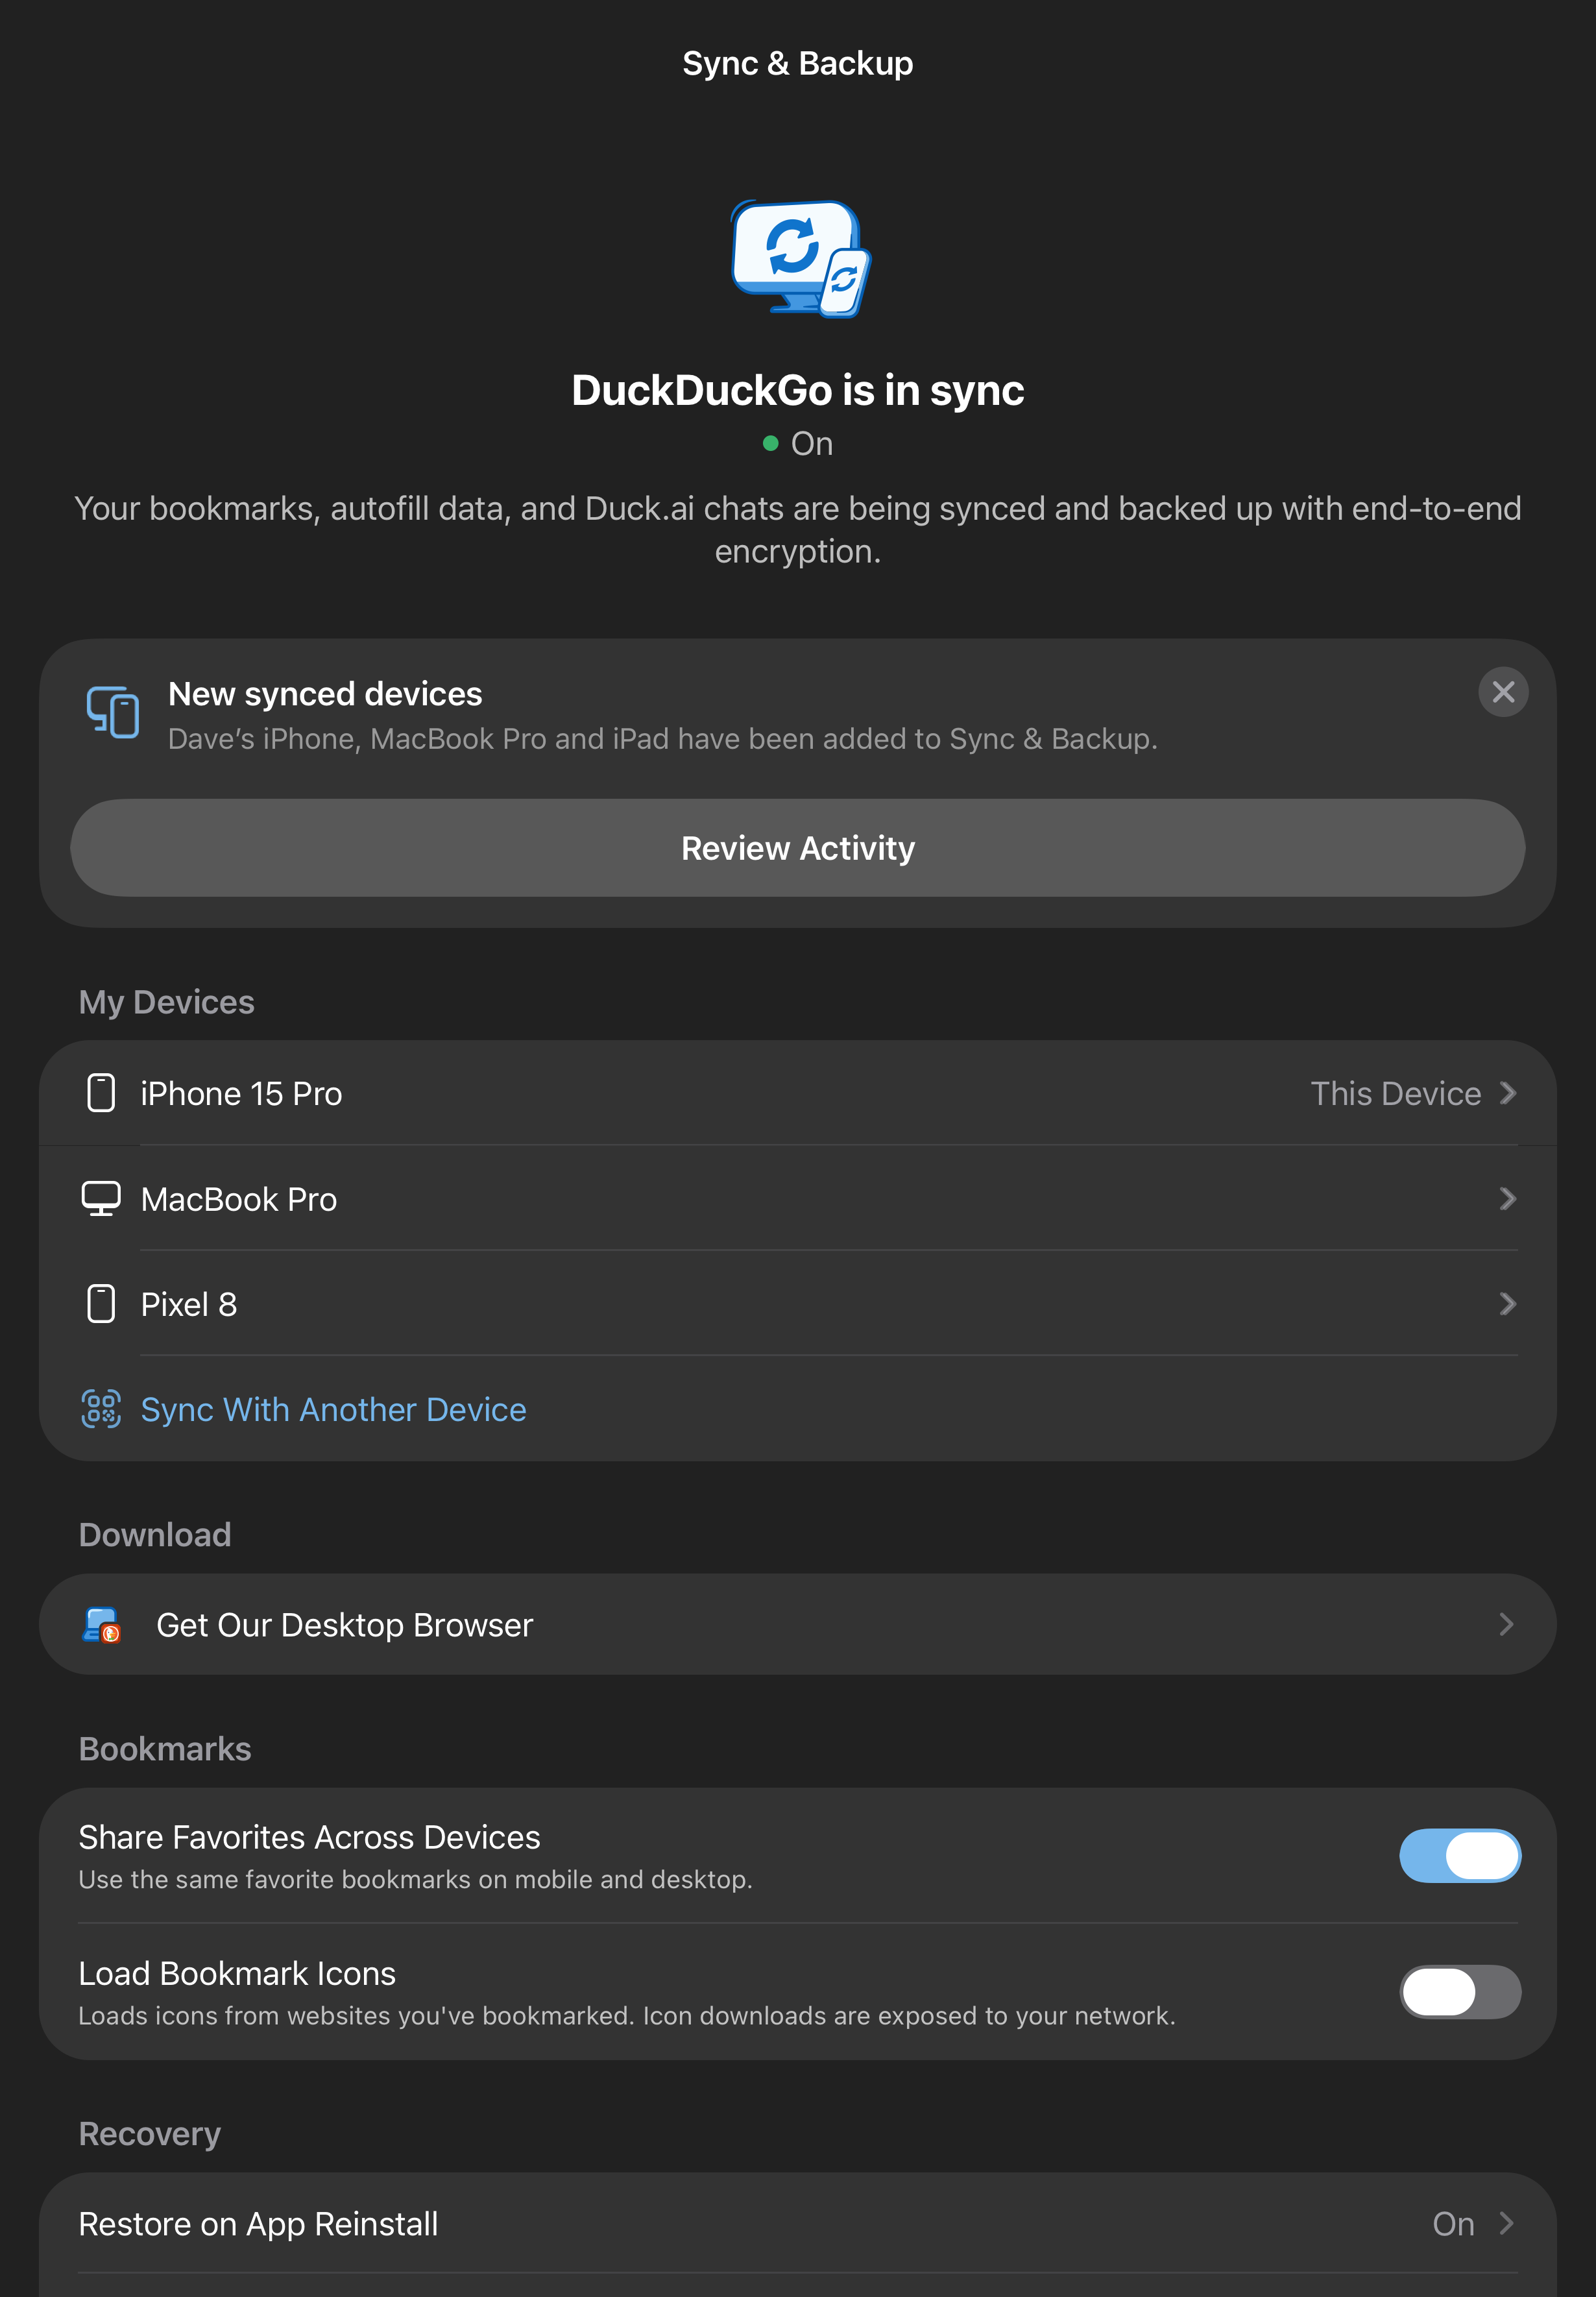 Sync & Backup
DuckDuckGo is in sync
On
Your bookmarks, autofill data, and Duck.ai chats are being synced and backed up with end-to-end
encryption.
New synced devices
Dave’s iPhone, MacBook Pro and iPad have been added to Sync & Backup.
Review Activity
My Devices
iPhone 15 Pro
This Device
MacBook Pro
Pixel 8
Sync With Another Device
Download
Get Our Desktop Browser
Bookmarks
Share Favorites Across Devices
Use the same favorite bookmarks on mobile and desktop.
Load Bookmark Icons
Loads icons from websites you've bookmarked. Icon downloads are exposed to your network.
Recovery
Restore on App Reinstall
On